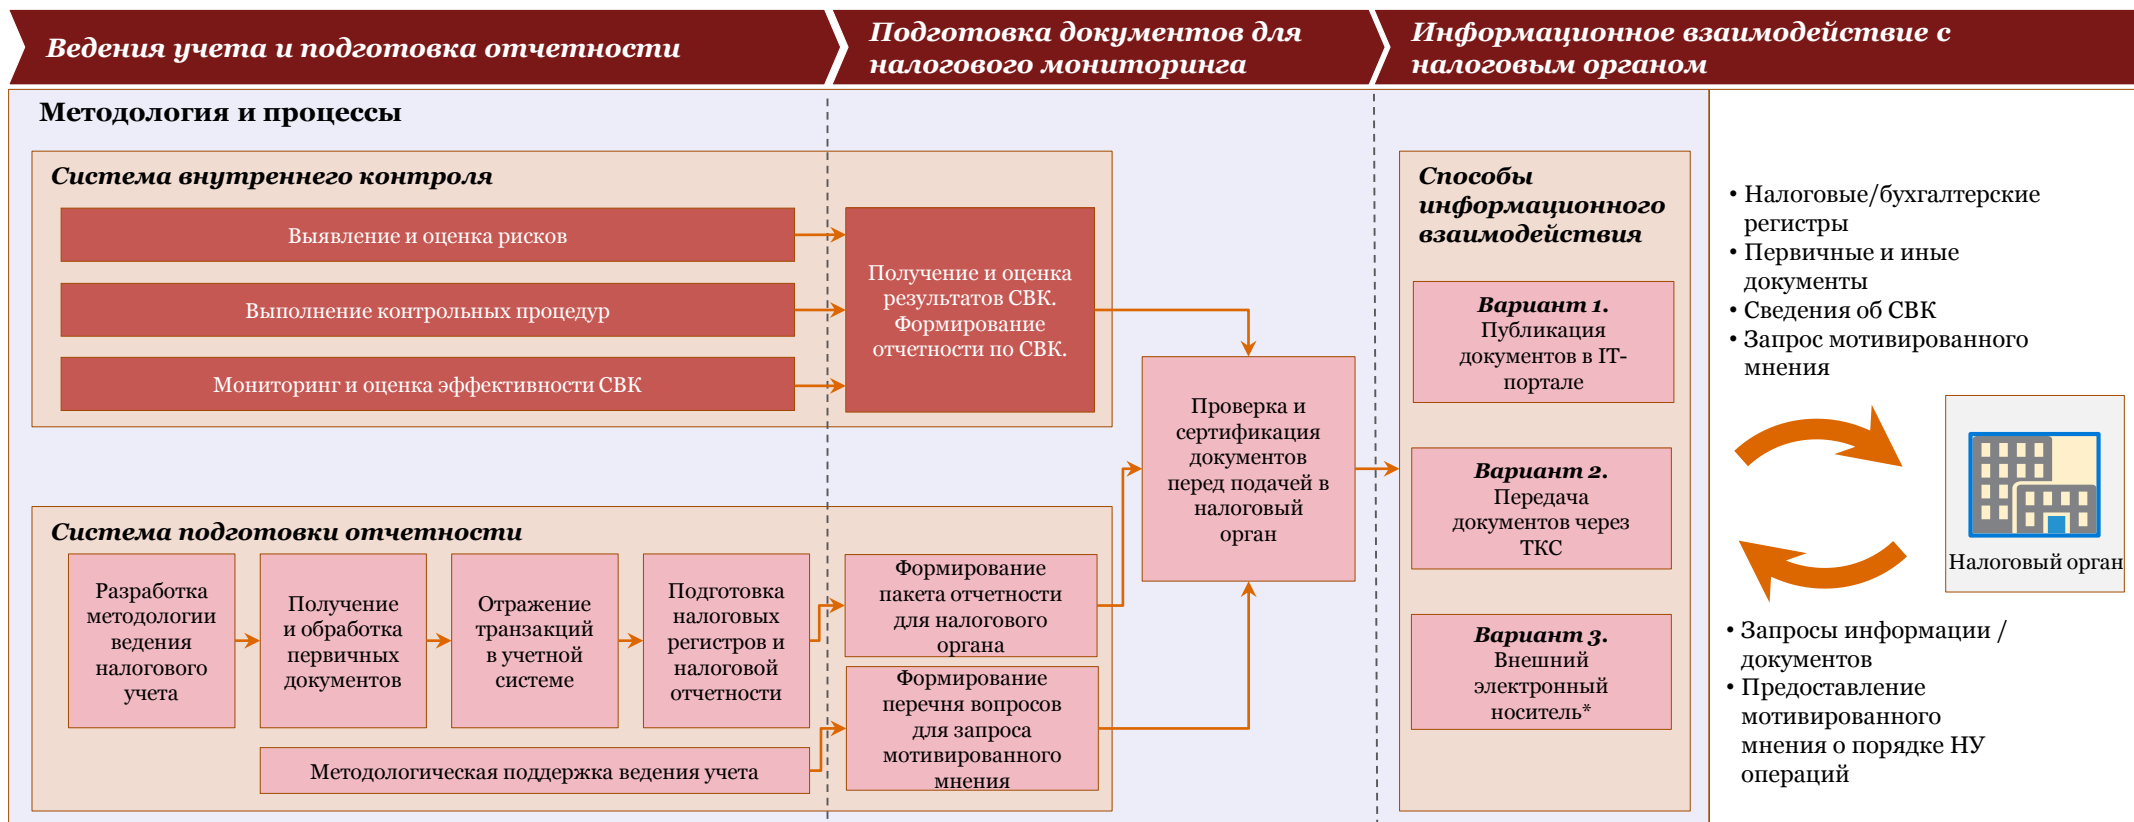 Ведения учета и подготовка отчетности
Подготовка документов для
налогового мониторинга
Информационное взаимодействие с
налоговым органом
Методология и процессы
Система внутреннего контроля
Выявление и оценка рисков
Выполнение контрольных процедур
Мониторинг и оценка эффективности СВК
Получение и оценка
результатов СВК.
Формирование
отчетности по СВК.
Система подготовки отчетности
Разработка
методологии
ведения
налогового
учета
Получение
и обработка
первичных
документов
Отражение
транзакций
в учетной
системе
Подготовка
налоговых
регистров и
налоговой
отчетности
Методологическая поддержка ведения учета
Формирование
пакета отчетности
для налогового
органа
Формирование
перечня вопросов
для запроса
мотивированного
мнения
Проверка и
сертификация
документов
перед подачей в
налоговый
орган
Способы
информационного
взаимодействия
Вариант 1.
Публикация
документов в IT-
портале
Вариант 2.
Передача
документов через
ТКС
Вариант 3.
Внешний
электронный
носитель*
• Налоговые/бухгалтерские
регистры
• Первичные и иные
документы
• Сведения об СВК
• Запрос мотивированного
мнения
Налоговый орган
• Запросы информации /
документов
• Предоставление
мотивированного
мнения о порядке НУ
операций